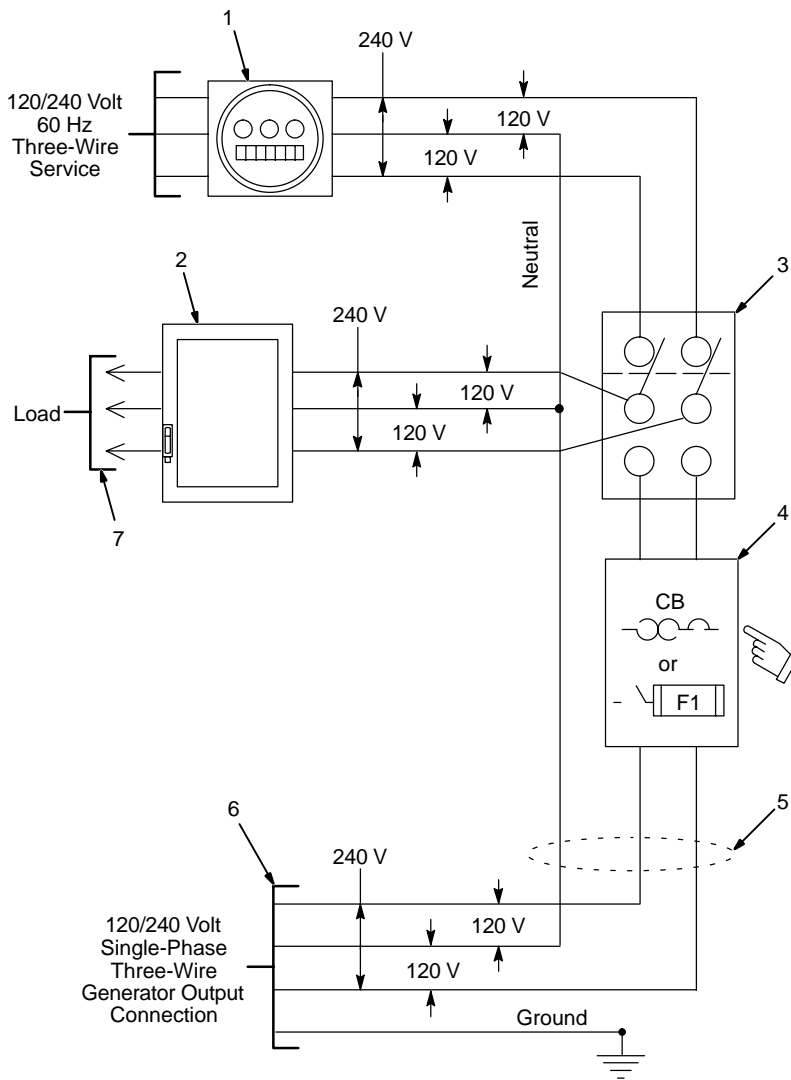 1
240 V
120/240 Volt
60 Hz
Three-Wire
Service
120 V
120 V
Neutral
2
3
240 V
120 V
Load
120 V
7
4
CB
or
F1
5
6
240 V
120/240 Volt
Single-Phase
Three-Wire
Generator Output
Connection
120 V
120 V
Ground